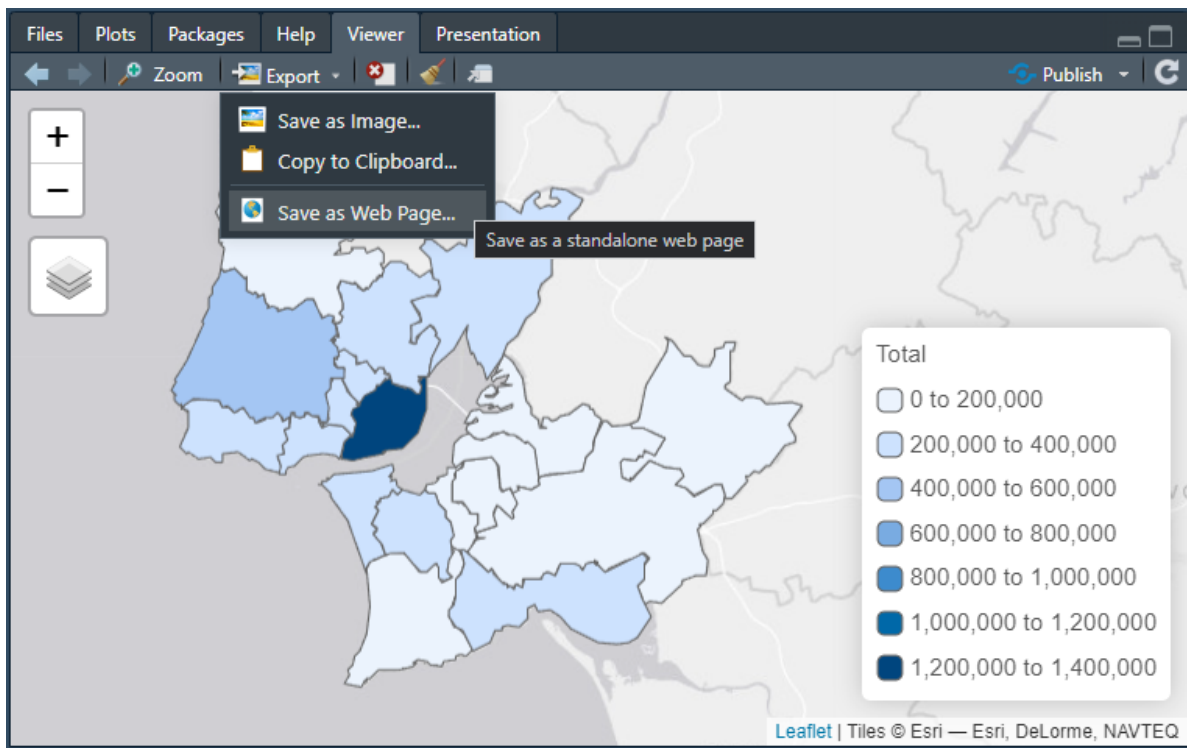 Files Plots Packages Help Viewer Presentation
Zoom Export Publish
Save as Image...
Copy to Clipboard...
Save as Web Page...
Save as a standalone web page
+
−
Total
0 to 200,000
200,000 to 400,000
400,000 to 600,000
600,000 to 800,000
800,000 to 1,000,000
1,000,000 to 1,200,000
1,200,000 to 1,400,000
Leaflet | Tiles © Esri — Esri, DeLorme, NAVTEQ